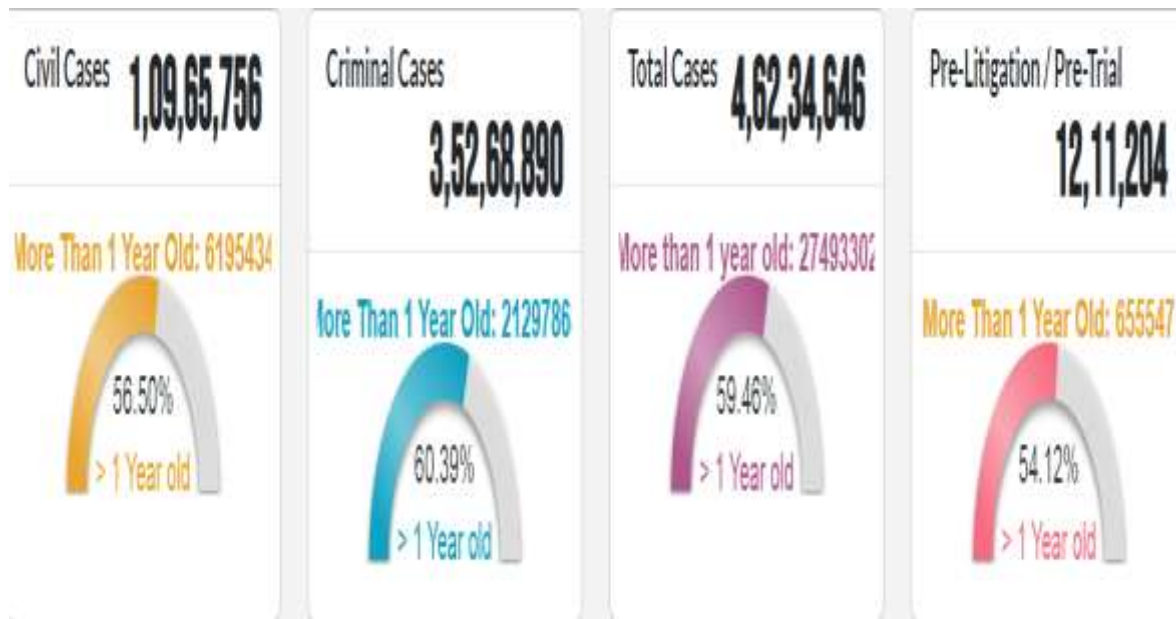 Civil Cases 1,09,65,756
More Than 1 Year Old: 6195434
56.50%
> 1 Year old
Criminal Cases
3,52,68,890
More Than 1 Year Old: 2129786
60.39%
> 1 Year old
Total Cases 4,62,34,646
More than 1 year old: 27493302
59.46%
> 1 Year old
Pre-Litigation / Pre-Trial
12,11,204
More Than 1 Year Old: 655547
54.12%
> 1 Year old